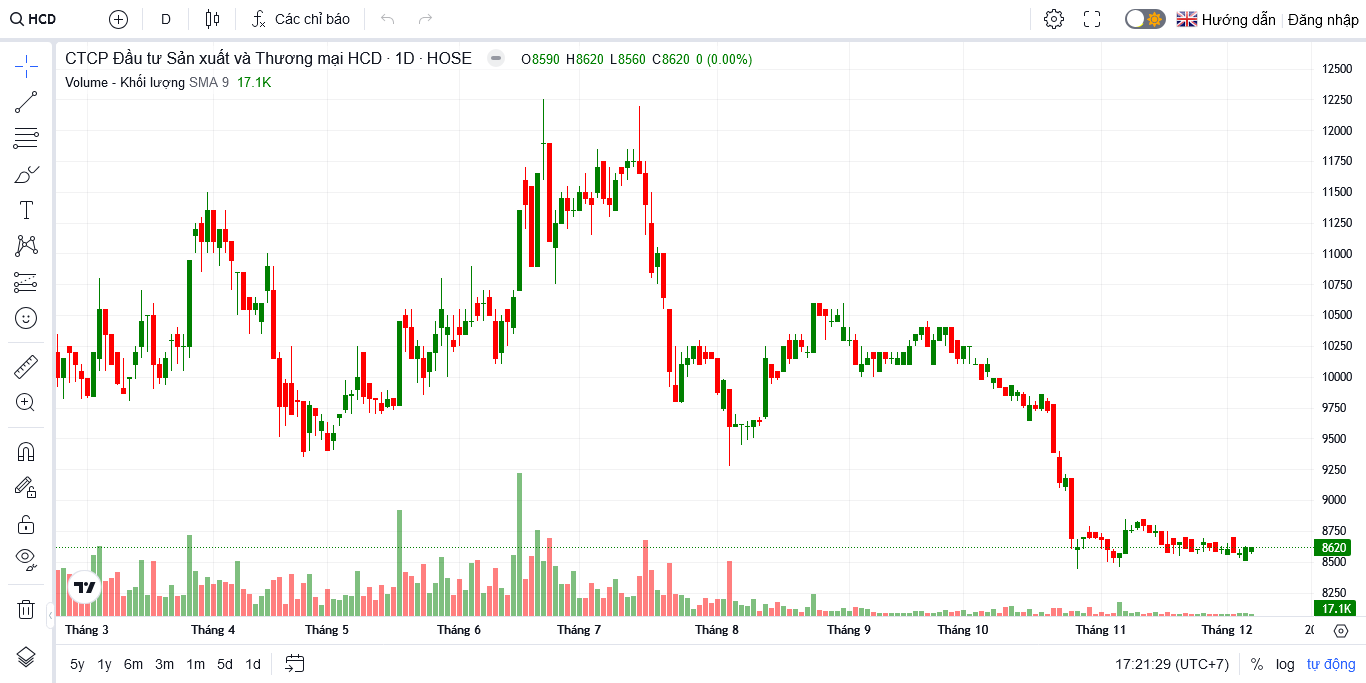 HCD
D
Các chỉ báo
Hướng dẫn
Đăng nhập
CTCP Đầu tư Sản xuất và Thương mại HCD · 1D · HOSE
O8590 H8620 L8560 C8620 0 (0.00%)
Volume - Khối lượng SMA 9 17.1K
12500
12250
12000
11750
11500
11250
11000
10750
10500
10250
10000
9750
9500
9250
9000
8750
8620
8500
8250
17.1K
Tháng 3 Tháng 4 Tháng 5 Tháng 6 Tháng 7 Tháng 8 Tháng 9 Tháng 10 Tháng 11 Tháng 12
5y 1y 6m 3m 1m 5d 1d
17:21:29 (UTC+7) % log tự động